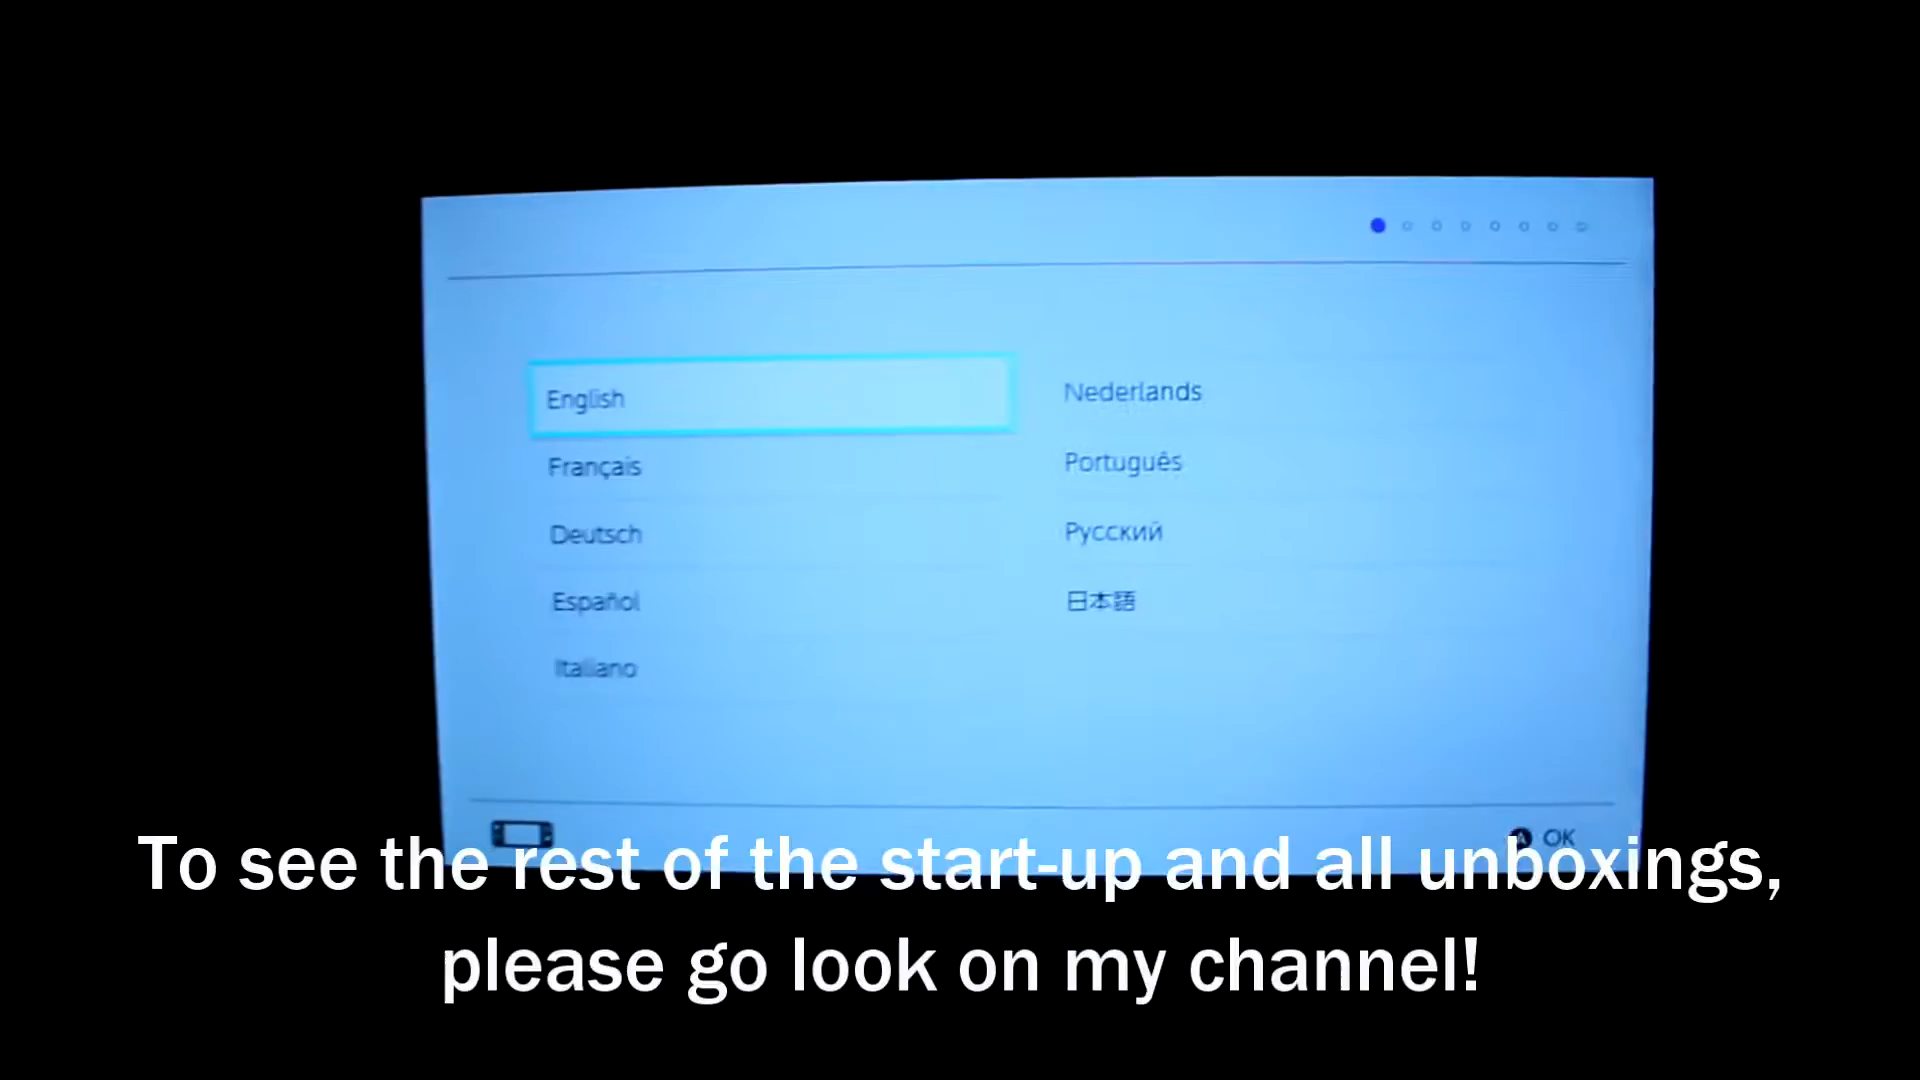 English
Français
Deutsch
Español
Italiano
Nederlands
Português
Русский
日本語
A OK
To see the rest of the start-up and all unboxings,
please go look on my channel!